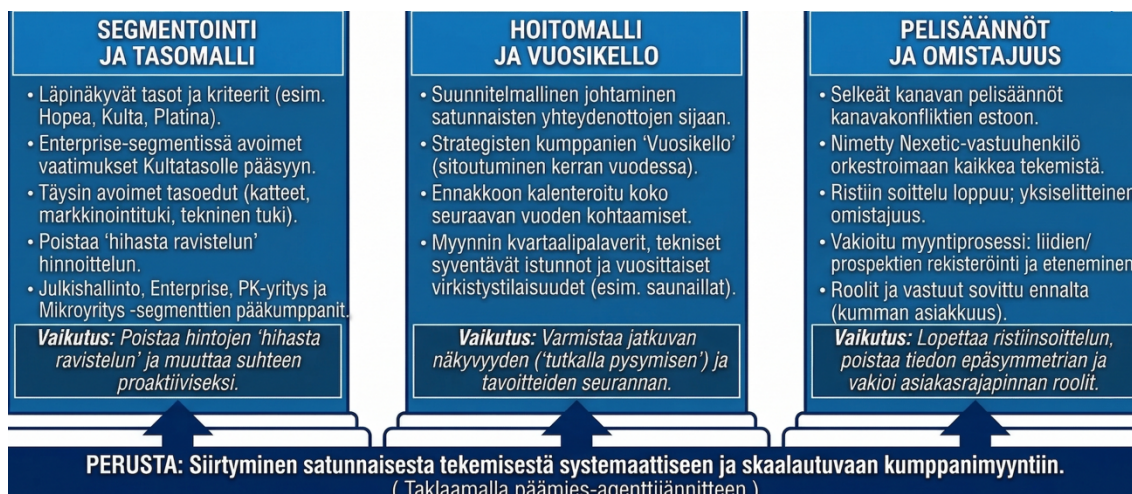 SEGMENTOINTI
JA TASOMALLI
• Läpinäkyvät tasot ja kriteerit (esim.
Hopea, Kulta, Platina).
• Enterprise-segmentissä avoimet
vaatimukset Kultatasolle pääsyyn.
• Täysin avoimet tasoedut (katteet,
markkinointituki, tekninen tuki).
• Poistaa ‘hihasta ravistelun’
hinnoittelun.
• Julkishallinto, Enterprise, PK-yritys ja
Mikroyritys -segmenttien pääkumppanit.
Vaikutus: Poistaa hintojen ‘hihasta
ravistelun’ ja muuttaa suhteen
proaktiiviseksi.
HOITOMALLI
JA VUOSIKELLO
• Suunnitelmallinen johtaminen
satunnaisten yhteydenottojen sijaan.
• Strategisten kumppanien ‘Vuosikello’
(sitoutuminen kerran vuodessa).
• Ennakkoon kalenteroitu koko
seuraavan vuoden kohtaamiset.
• Myynnin kvartaalipalaverit, tekniset
syventävät istunnot ja vuosittaiset
virkistystilaisuudet (esim. saunaillat).
Vaikutus: Varmistaa jatkuvan
näkyvyyden (‘tutkalla pysymisen’) ja
tavoitteiden seurannan.
PELISÄÄNNÖT
JA OMISTAJUUS
• Selkeät kanavan pelisäännöt
kanavakonfliktien estoon.
• Nimetty Nexetic-vastuuhenkilö
orkestroimaan kaikkea tekemistä.
• Ristiin soittelu loppuu; yksiselitteinen
omistajuus.
• Vakioitu myyntiprosessi: liidien/
prospektien rekisteröinti ja eteneminen.
• Roolit ja vastuut sovittu ennalta
(kumman asiakkuus).
Vaikutus: Lopettaa ristiinsoittelun,
poistaa tiedon epäsymmetrian ja
vakioi asiakasrajapinnan roolit.
PERUSTA: Siirtyminen satunnaisesta tekemisestä systemaattiseen ja skaalautuvaan kumppanimyyntiin.
( Taklaamalla päämies-agenttijännitteen )